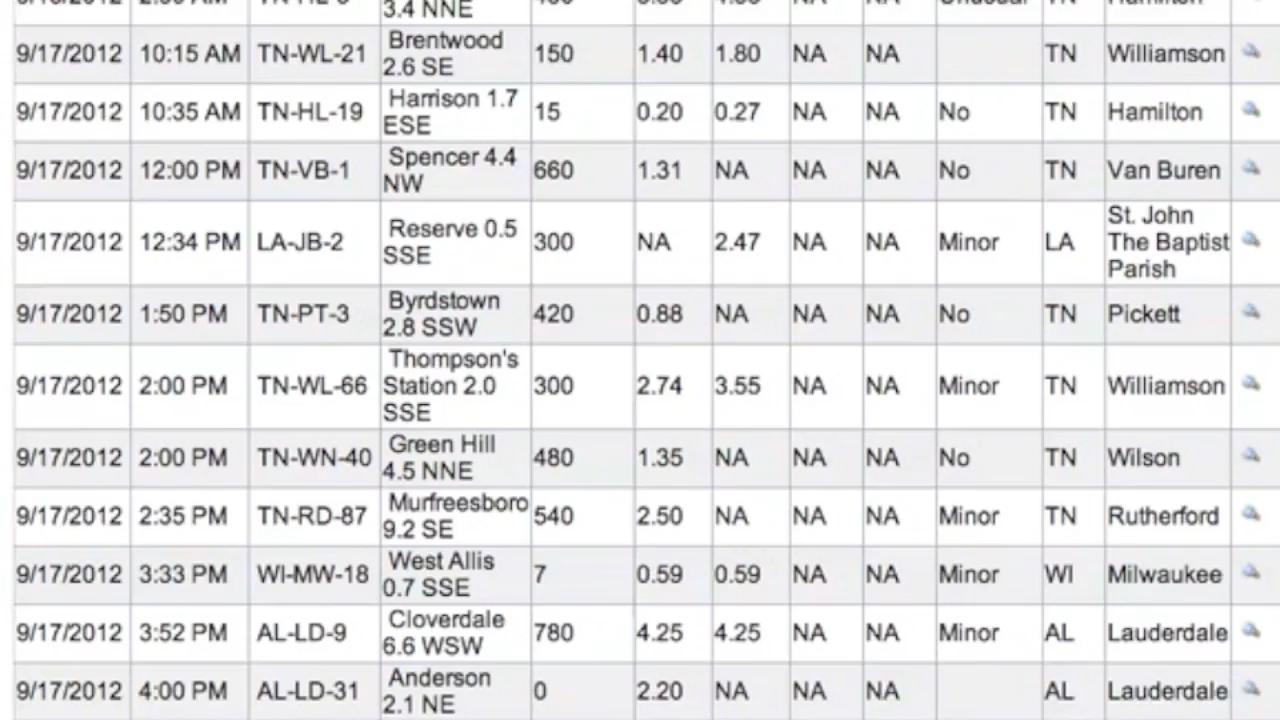 3.4 NNE
9/17/2012 10:15 AM TN-WL-21 Brentwood 2.6 SE 150 1.40 1.80 NA NA TN Williamson
9/17/2012 10:35 AM TN-HL-19 Harrison 1.7 ESE 15 0.20 0.27 NA NA No TN Hamilton
9/17/2012 12:00 PM TN-VB-1 Spencer 4.4 NW 660 1.31 NA NA NA No TN Van Buren
9/17/2012 12:34 PM LA-JB-2 Reserve 0.5 SSE 300 NA 2.47 NA NA Minor LA St. John The Baptist Parish
9/17/2012 1:50 PM TN-PT-3 Byrdstown 2.8 SSW 420 0.88 NA NA NA No TN Pickett
9/17/2012 2:00 PM TN-WL-66 Thompson's Station 2.0 SSE 300 2.74 3.55 NA NA Minor TN Williamson
9/17/2012 2:00 PM TN-WN-40 Green Hill 4.5 NNE 480 1.35 NA NA NA No TN Wilson
9/17/2012 2:35 PM TN-RD-87 Murfreesboro 9.2 SE 540 2.50 NA NA NA Minor TN Rutherford
9/17/2012 3:33 PM WI-MW-18 West Allis 0.7 SSE 7 0.59 0.59 NA NA Minor WI Milwaukee
9/17/2012 3:52 PM AL-LD-9 Cloverdale 6.6 WSW 780 4.25 4.25 NA NA Minor AL Lauderdale
9/17/2012 4:00 PM AL-LD-31 Anderson 2.1 NE 0 2.20 NA NA NA AL Lauderdale